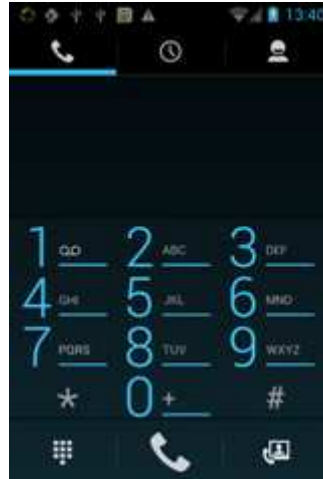 13:40
1 2 ABC 3 DEF
4 GHI 5 JKL 6 MNO
7 PQRS 8 TUV 9 WXYZ
* 0 + #